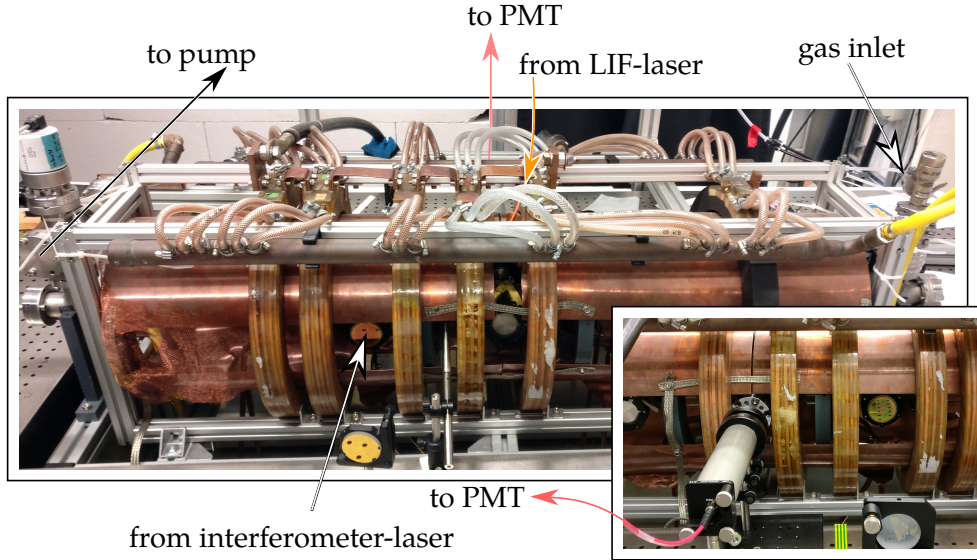 to PMT
to pump
from LIF-laser
gas inlet
to PMT
from interferometer-laser